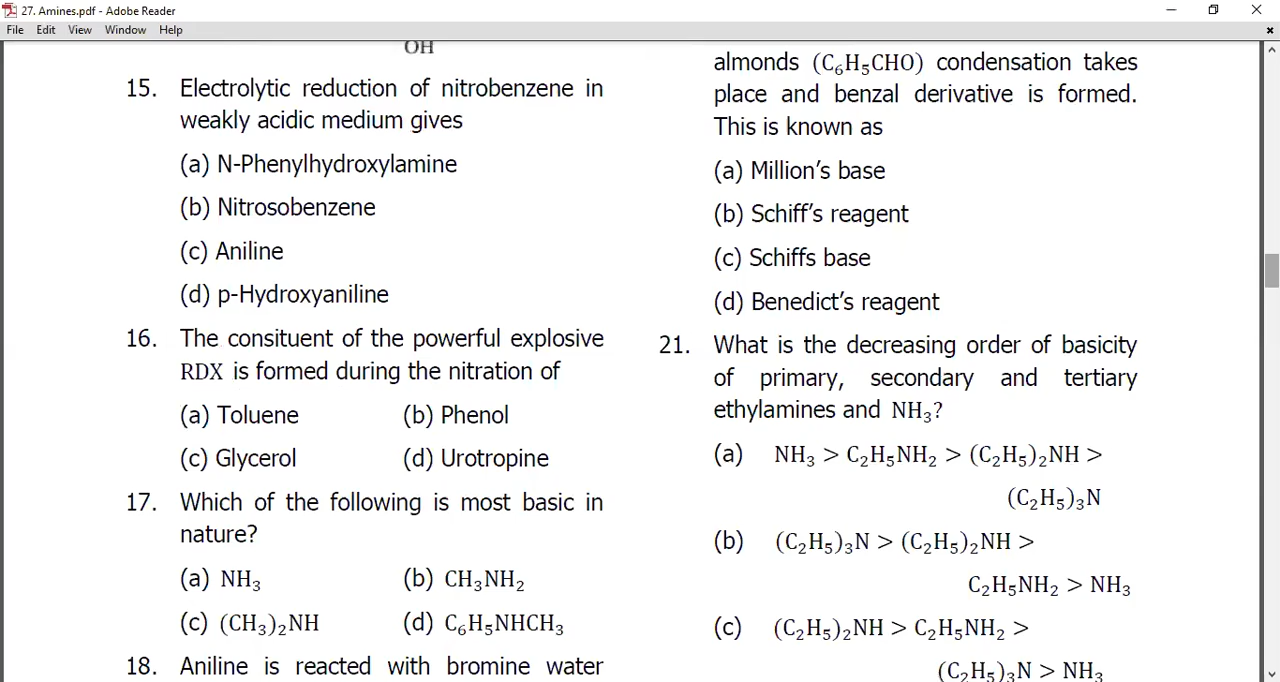 27. Amines.pdf - Adobe Reader
File Edit View Window Help
OH
15. Electrolytic reduction of nitrobenzene in
weakly acidic medium gives
(a) N-Phenylhydroxylamine
(b) Nitrosobenzene
(c) Aniline
(d) p-Hydroxyaniline
16. The consituent of the powerful explosive
RDX is formed during the nitration of
(a) Toluene (b) Phenol
(c) Glycerol (d) Urotropine
17. Which of the following is most basic in
nature?
(a) NH₃ (b) CH₃NH₂
(c) (CH₃)₂NH (d) C₆H₅NHCH₃
18. Aniline is reacted with bromine water
almonds (C₆H₅CHO) condensation takes
place and benzal derivative is formed.
This is known as
(a) Million’s base
(b) Schiff’s reagent
(c) Schiffs base
(d) Benedict’s reagent
21. What is the decreasing order of basicity
of primary, secondary and tertiary
ethylamines and NH₃?
(a) NH₃ > C₂H₅NH₂ > (C₂H₅)₂NH >
(C₂H₅)₃N
(b) (C₂H₅)₃N > (C₂H₅)₂NH >
C₂H₅NH₂ > NH₃
(c) (C₂H₅)₂NH > C₂H₅NH₂ >
(C₂H₅)₃N > NH₃